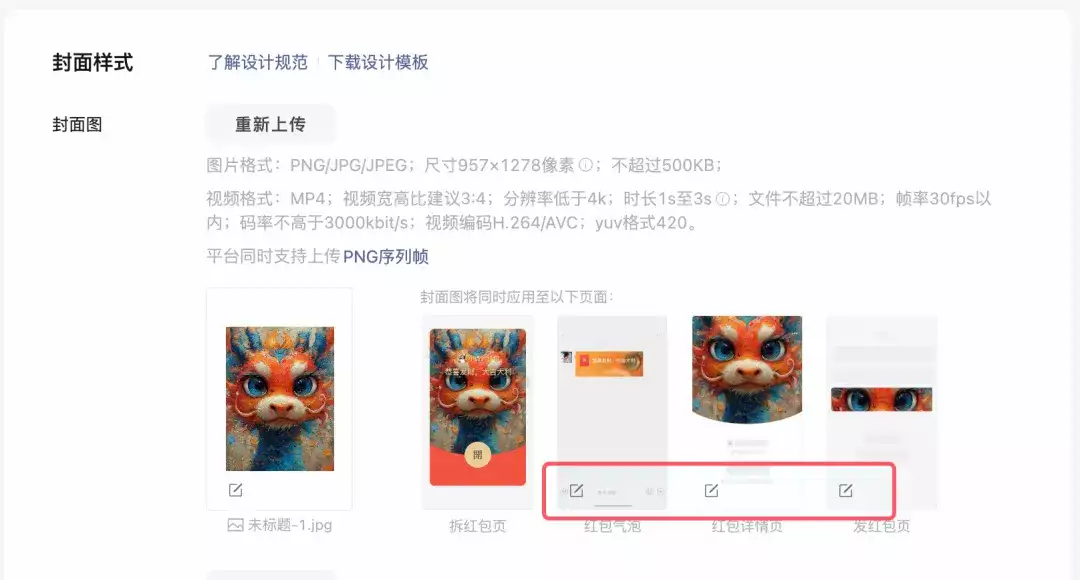 封面样式
了解设计规范 下载设计模板
封面图
重新上传
图片格式：PNG/JPG/JPEG；尺寸957×1278像素；不超过500KB；
视频格式：MP4；视频宽高比建议3:4；分辨率低于4k；时长1s至3s；文件不超过20MB；帧率30fps以
内；码率不高于3000kbit/s；视频编码H.264/AVC；yuv格式420。
平台同时支持上传PNG序列帧
封面图将同时应用至以下页面：
恭喜发财，大吉大利
開
未标题-1.jpg
拆红包页
红包气泡
红包详情页
发红包页